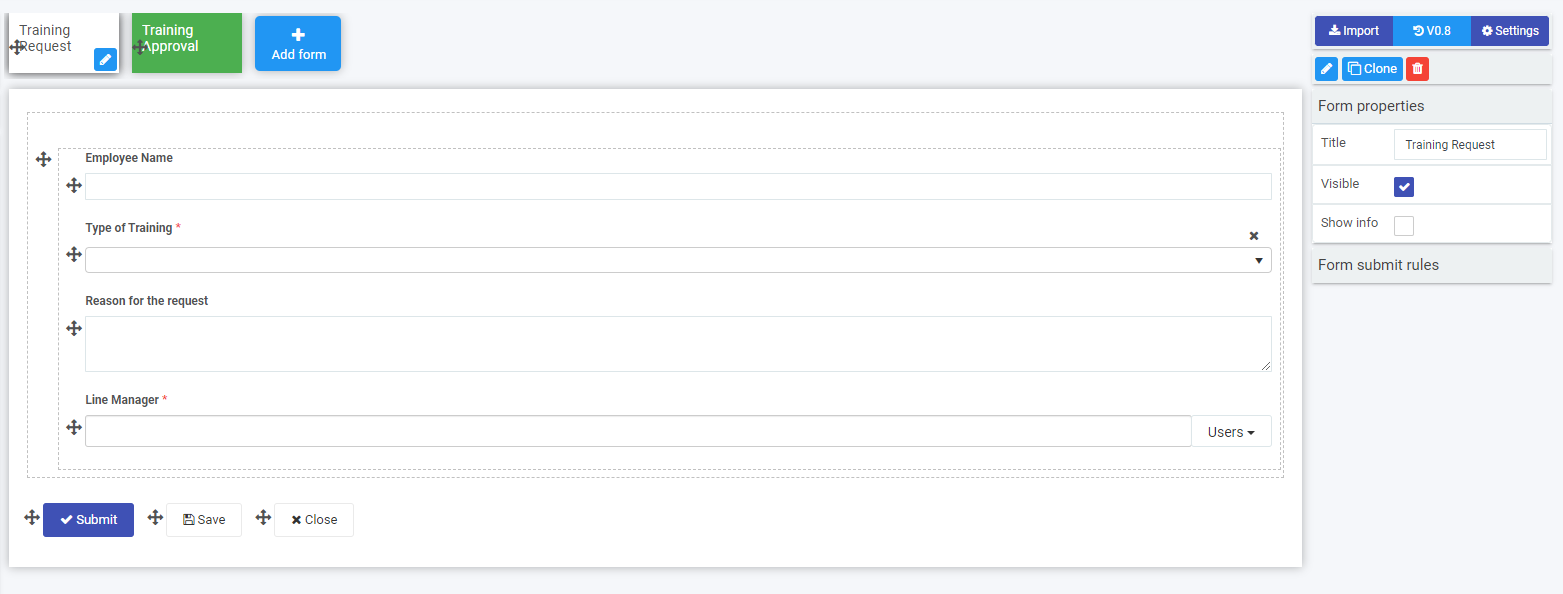 Training
Request
Training
Approval
Add form
Import
V0.8
Settings
Clone
Form properties
Title
Training Request
Visible
Show info
Form submit rules
Employee Name
Type of Training *
Reason for the request
Line Manager *
Users
Submit
Save
Close